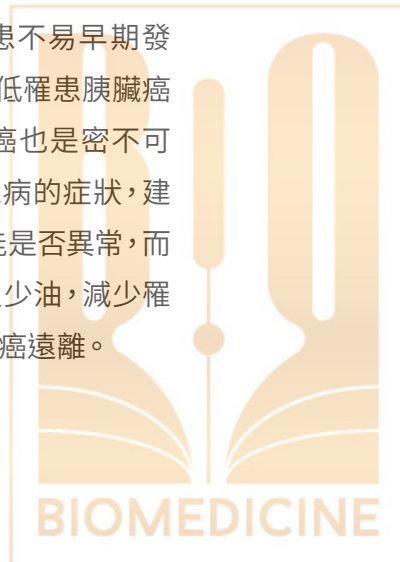 患不易早期發
低罹患胰臟癌
癌也是密不可
病的症狀，建
能是否異常，而
少油，減少罹
癌遠離。
BIOMEDICINE